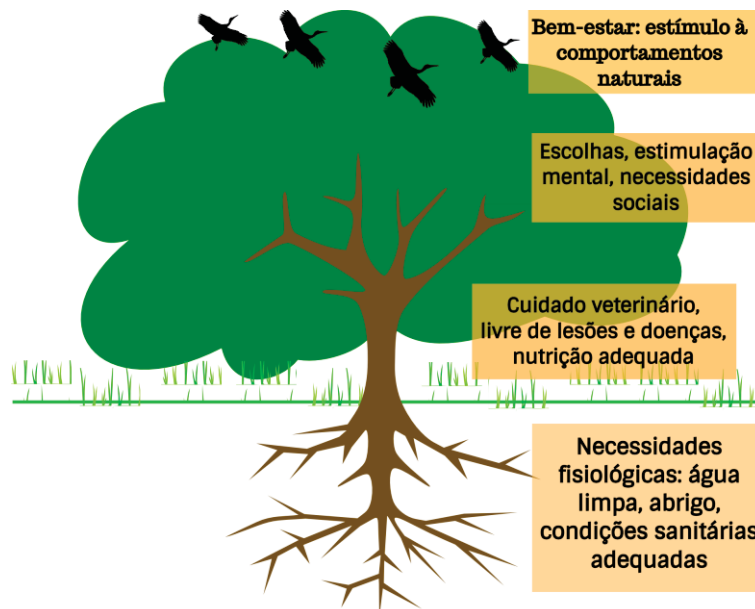 Bem-estar: estímulo à
comportamentos
naturais
Escolhas, estimulação
mental, necessidades
sociais
Cuidado veterinário,
livre de lesões e doenças,
nutrição adequada
Necessidades
fisiológicas: água
limpa, abrigo,
condições sanitárias
adequadas